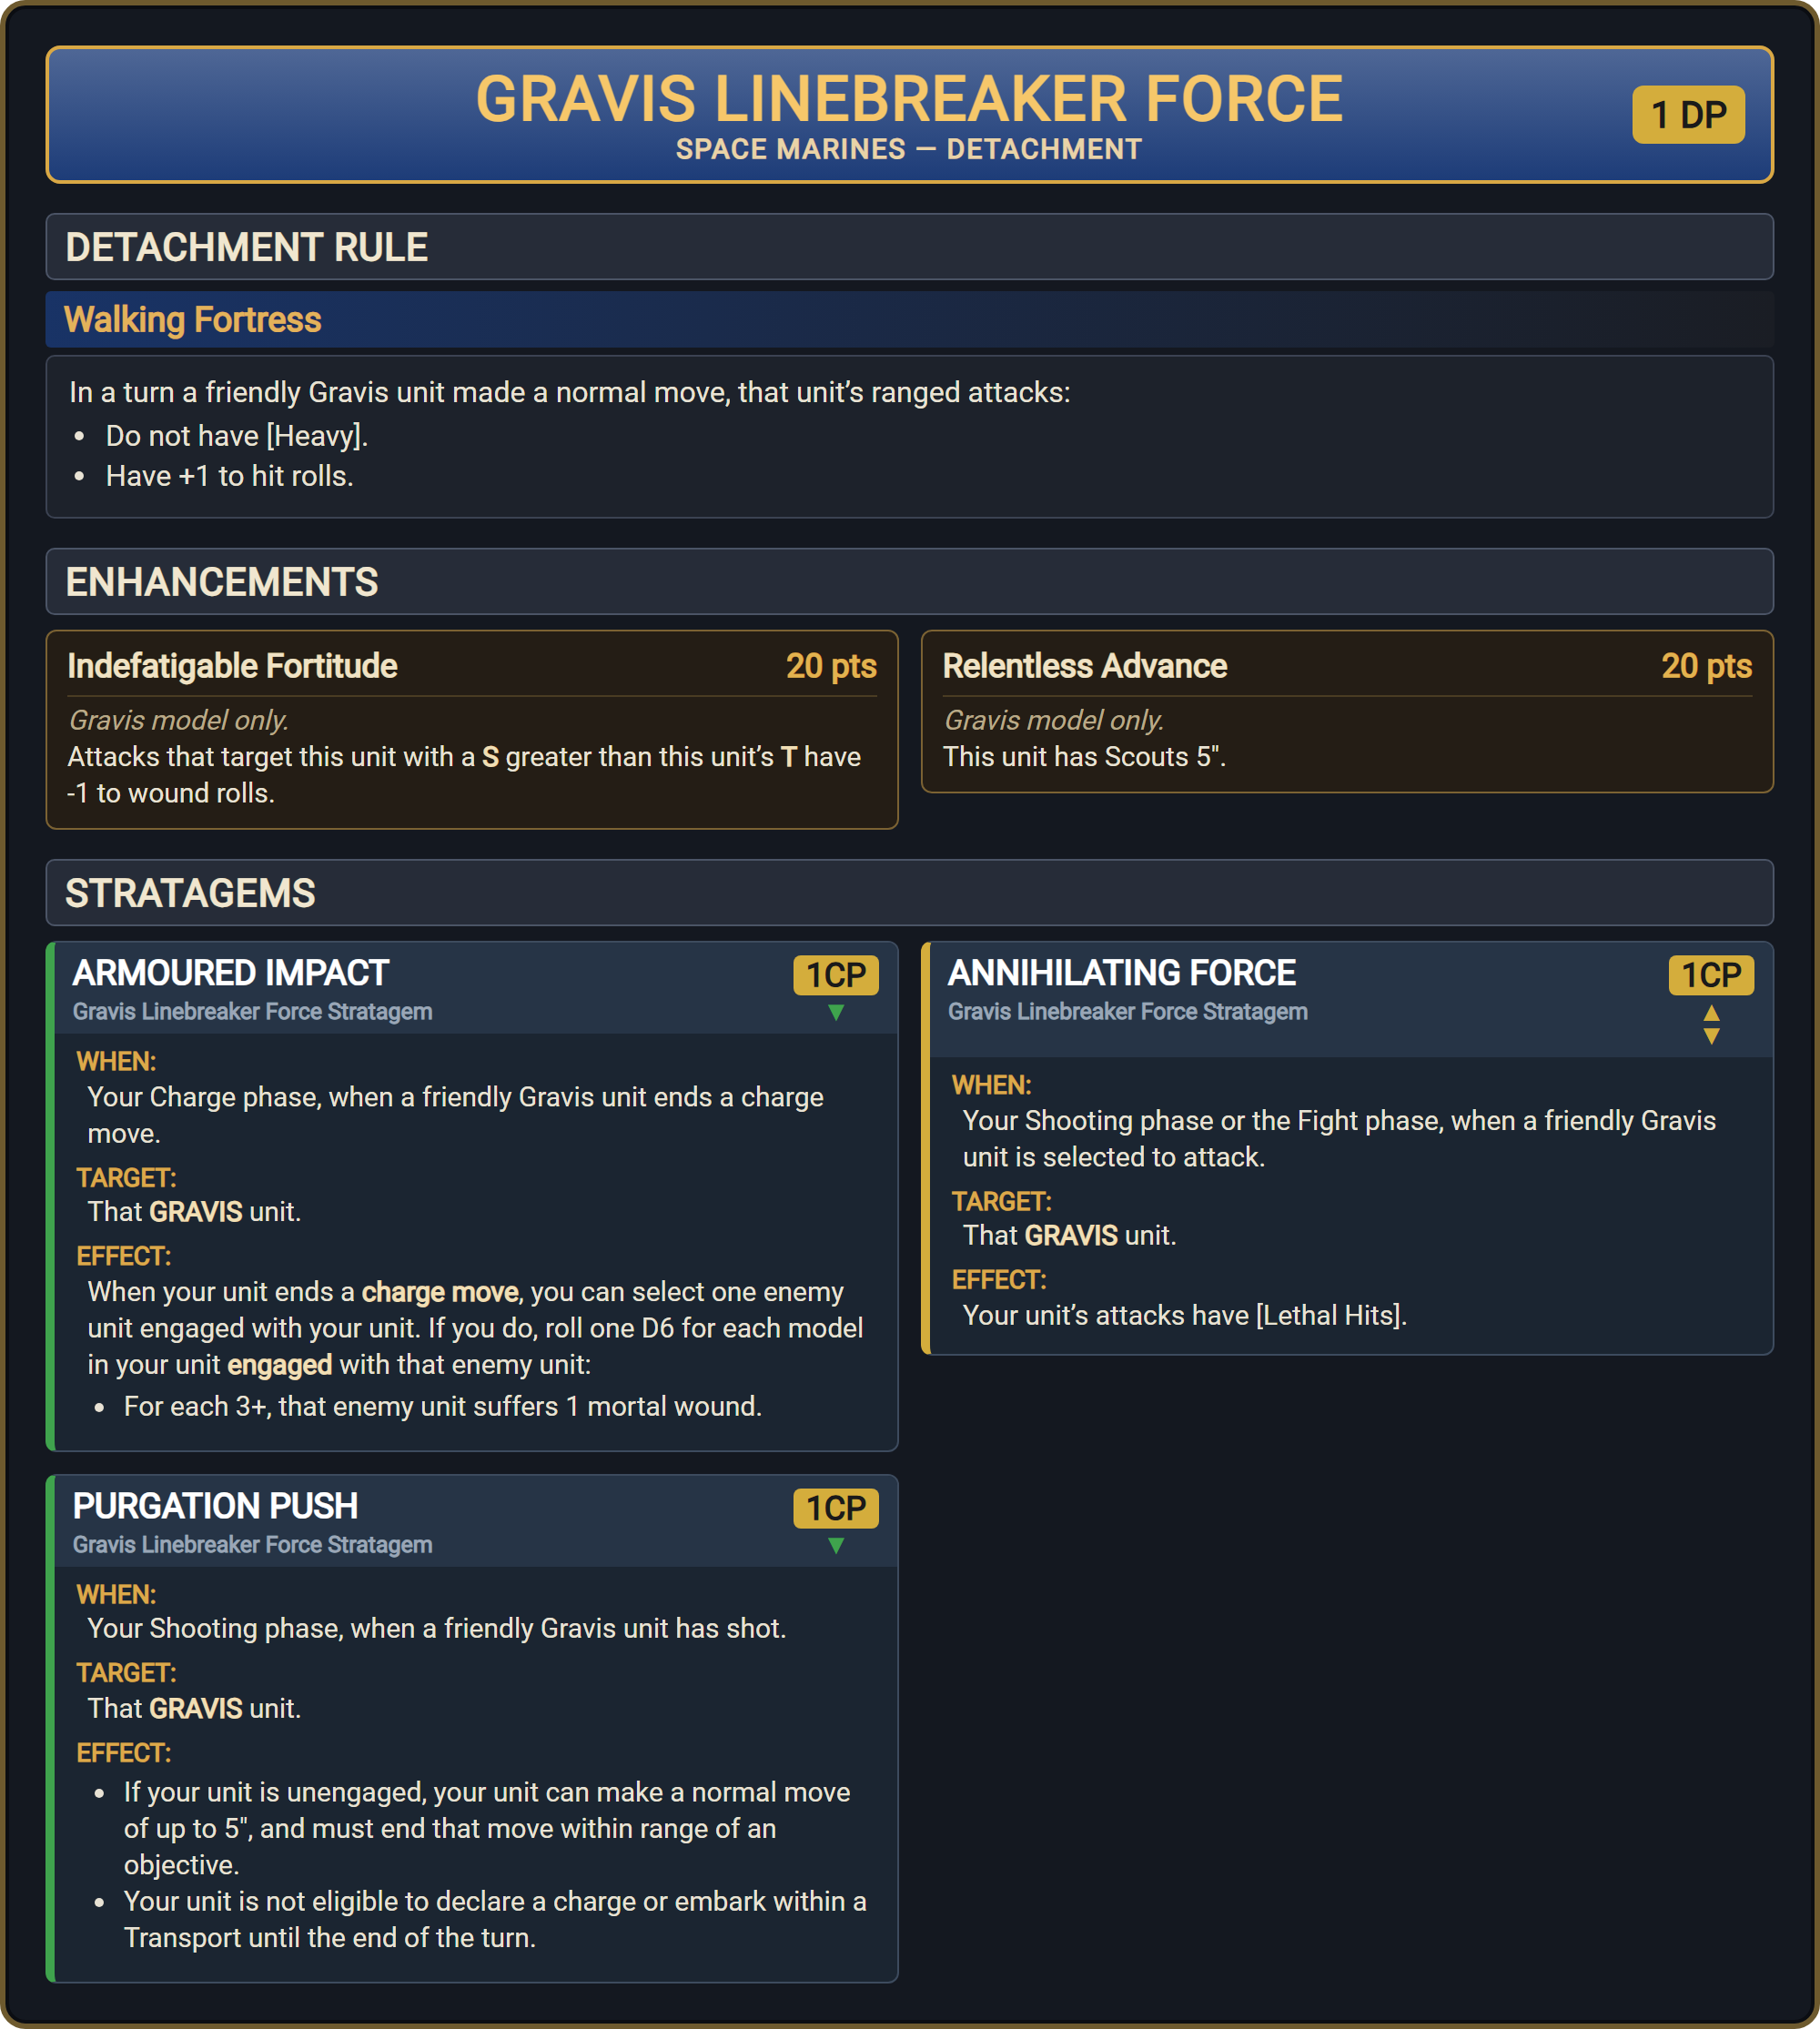 GRAVIS LINEBREAKER FORCE
SPACE MARINES — DETACHMENT
1 DP
DETACHMENT RULE
Walking Fortress
In a turn a friendly Gravis unit made a normal move, that unit’s ranged attacks:
• Do not have [Heavy].
• Have +1 to hit rolls.
ENHANCEMENTS
Indefatigable Fortitude 20 pts
Gravis model only.
Attacks that target this unit with a S greater than this unit’s T have
-1 to wound rolls.
Relentless Advance 20 pts
Gravis model only.
This unit has Scouts 5".
STRATAGEMS
ARMOURED IMPACT 1CP
Gravis Linebreaker Force Stratagem ▼
WHEN:
Your Charge phase, when a friendly Gravis unit ends a charge
move.
TARGET:
That GRAVIS unit.
EFFECT:
When your unit ends a charge move, you can select one enemy
unit engaged with your unit. If you do, roll one D6 for each model
in your unit engaged with that enemy unit:
• For each 3+, that enemy unit suffers 1 mortal wound.
ANNIHILATING FORCE 1CP
Gravis Linebreaker Force Stratagem ▲
▼
WHEN:
Your Shooting phase or the Fight phase, when a friendly Gravis
unit is selected to attack.
TARGET:
That GRAVIS unit.
EFFECT:
Your unit’s attacks have [Lethal Hits].
PURGATION PUSH 1CP
Gravis Linebreaker Force Stratagem ▼
WHEN:
Your Shooting phase, when a friendly Gravis unit has shot.
TARGET:
That GRAVIS unit.
EFFECT:
• If your unit is unengaged, your unit can make a normal move
of up to 5", and must end that move within range of an
objective.
• Your unit is not eligible to declare a charge or embark within a
Transport until the end of the turn.